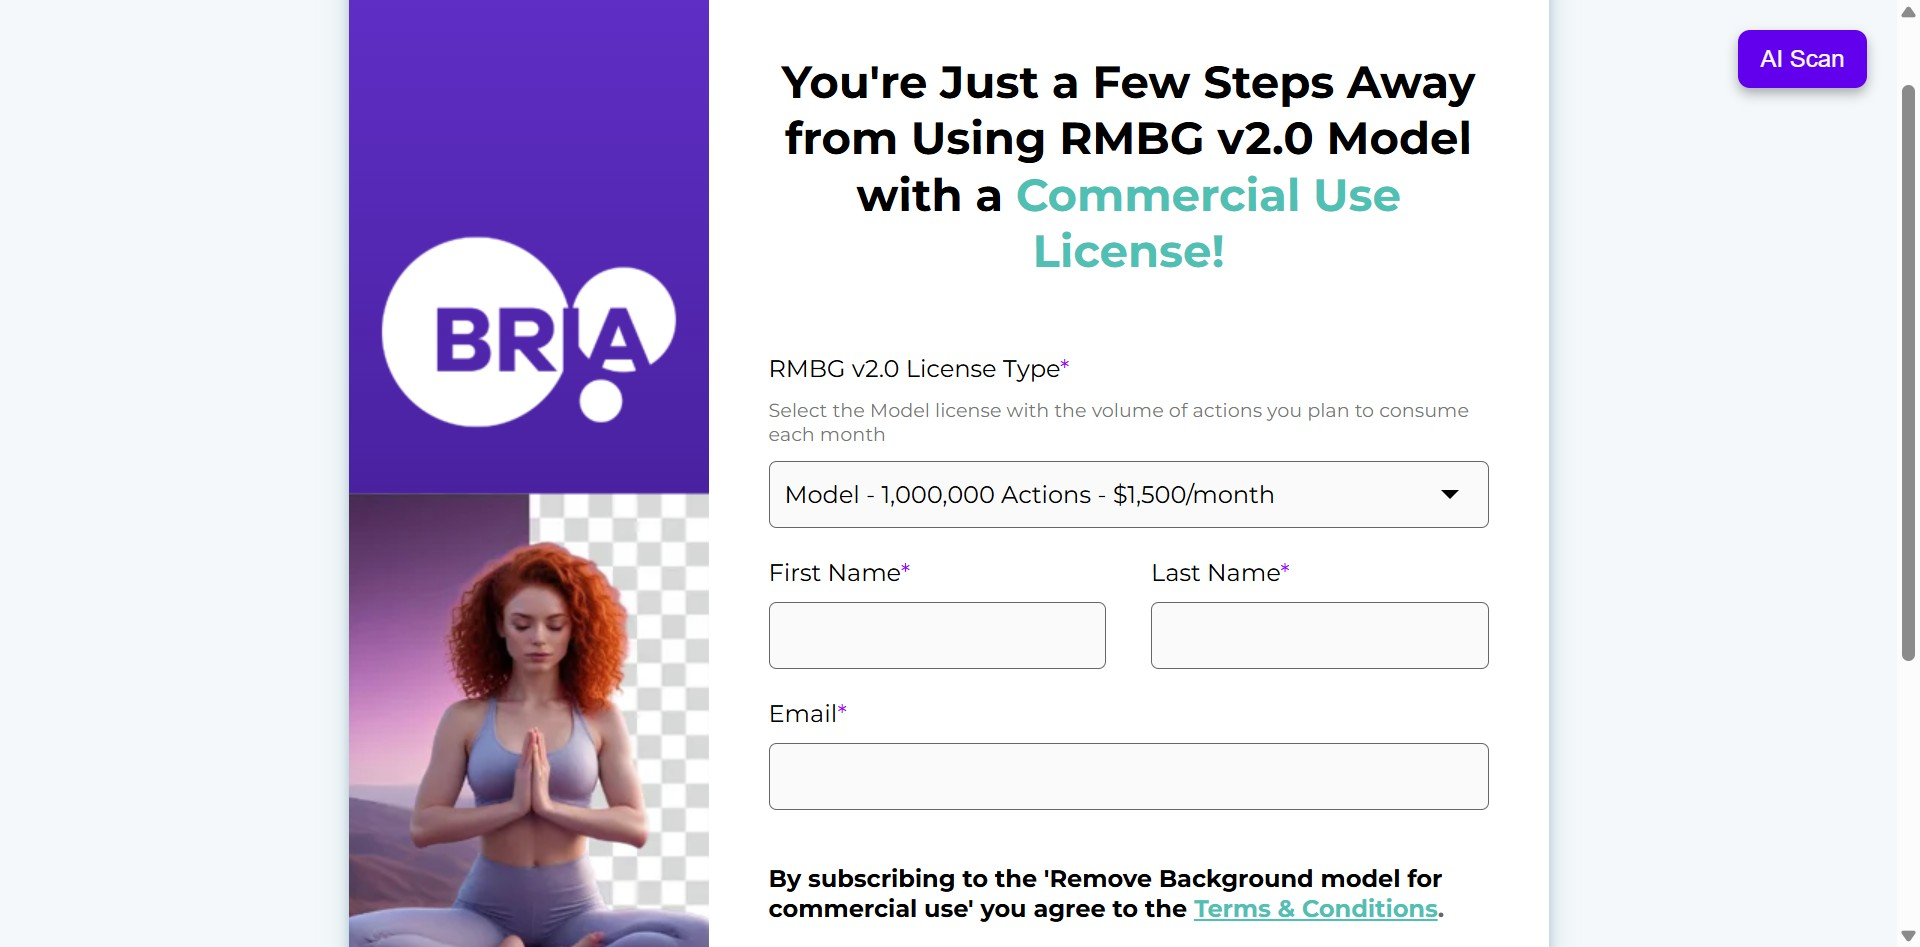 You're Just a Few Steps Away
from Using RMBG v2.0 Model
with a Commercial Use
License!
BRIA
RMBG v2.0 License Type*
Select the Model license with the volume of actions you plan to consume
each month
Model - 1,000,000 Actions - $1,500/month
First Name*
Last Name*
Email*
By subscribing to the 'Remove Background model for
commercial use' you agree to the Terms & Conditions.
AI Scan